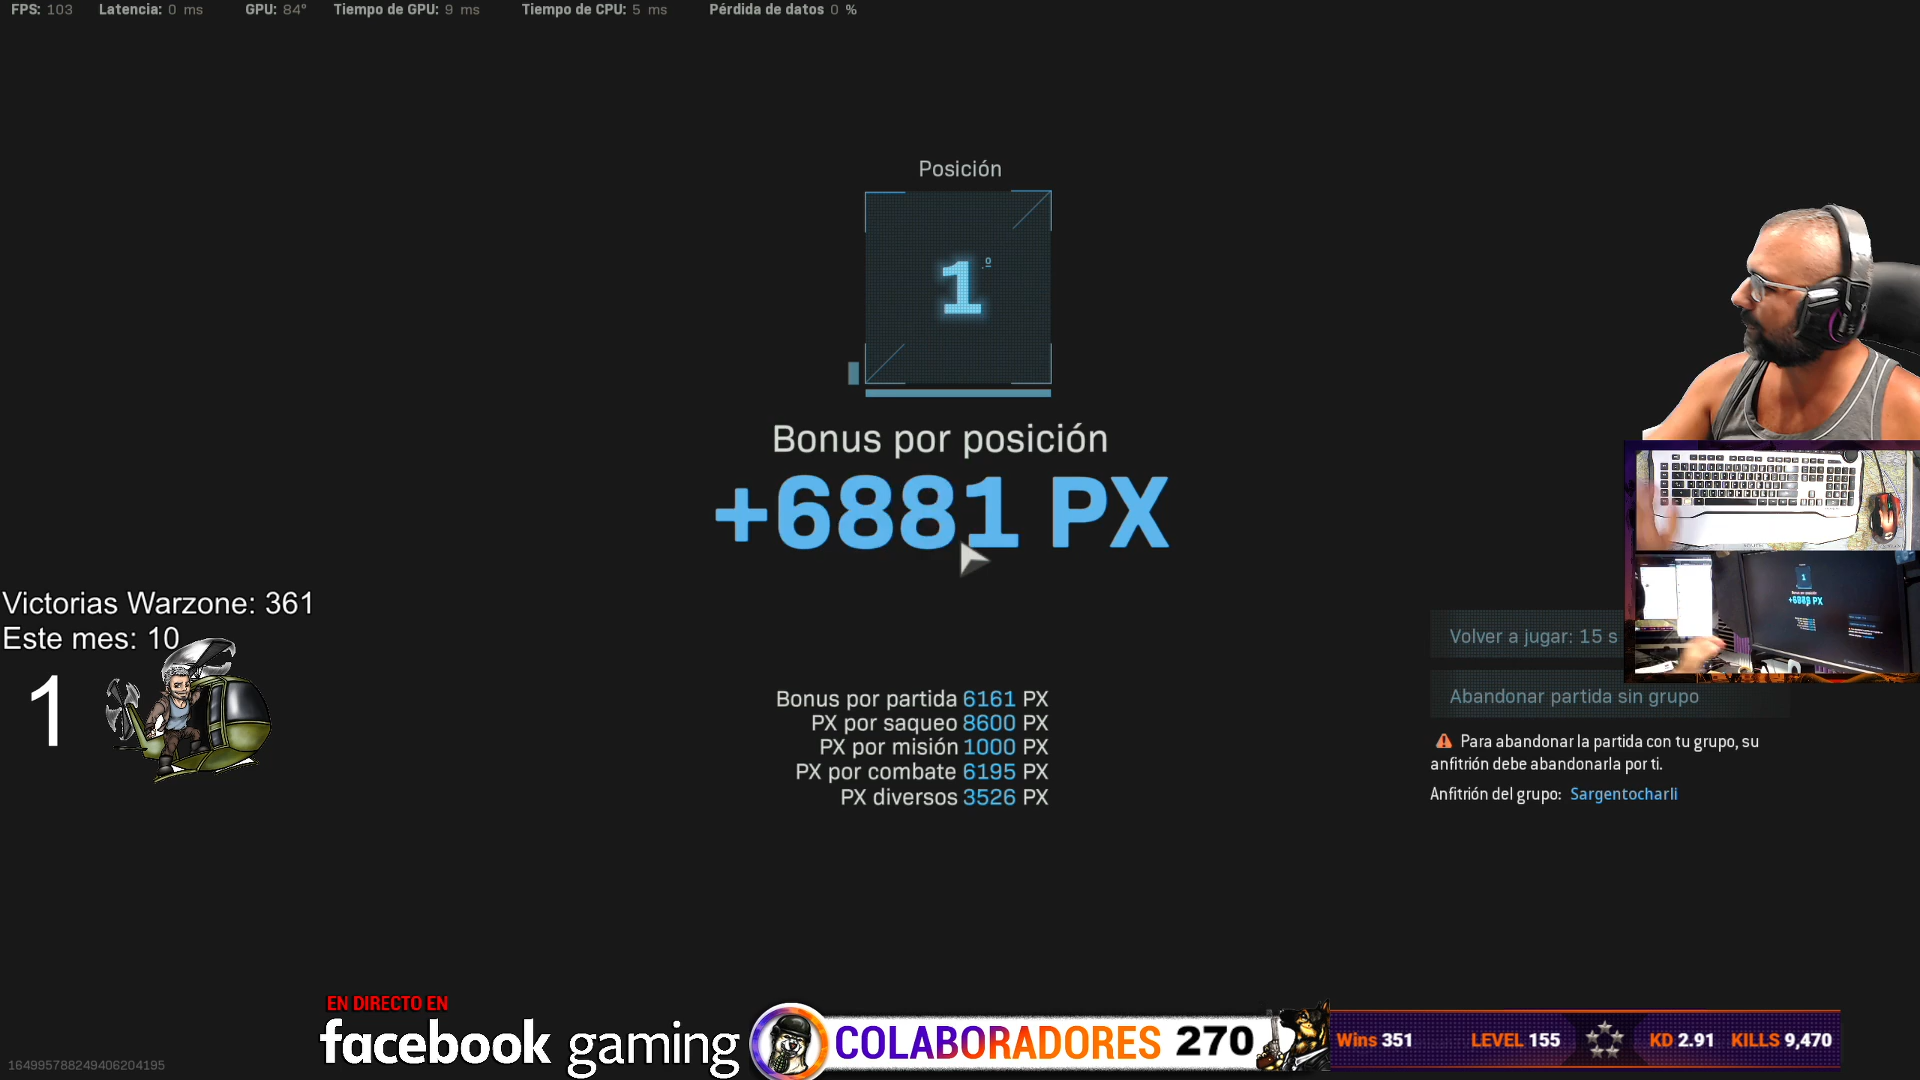 FPS: 103 Latencia: 0 ms GPU: 84° Tiempo de GPU: 9 ms Tiempo de CPU: 5 ms Pérdida de datos 0 %
Posición
1.º
Bonus por posición
+6881 PX
Victorias Warzone: 361
Este mes: 10
1
Bonus por partida 6161 PX
PX por saqueo 8600 PX
PX por misión 1000 PX
PX por combate 6195 PX
PX diversos 3526 PX
Volver a jugar: 15 s
Abandonar partida sin grupo
Para abandonar la partida con tu grupo, su
anfitrión debe abandonarla por ti.
Anfitrión del grupo: Sargentocharli
EN DIRECTO EN
facebook gaming
COLABORADORES 270
Wins 351 LEVEL 155 KD 2.91 KILLS 9,470
16499578824940620​4195